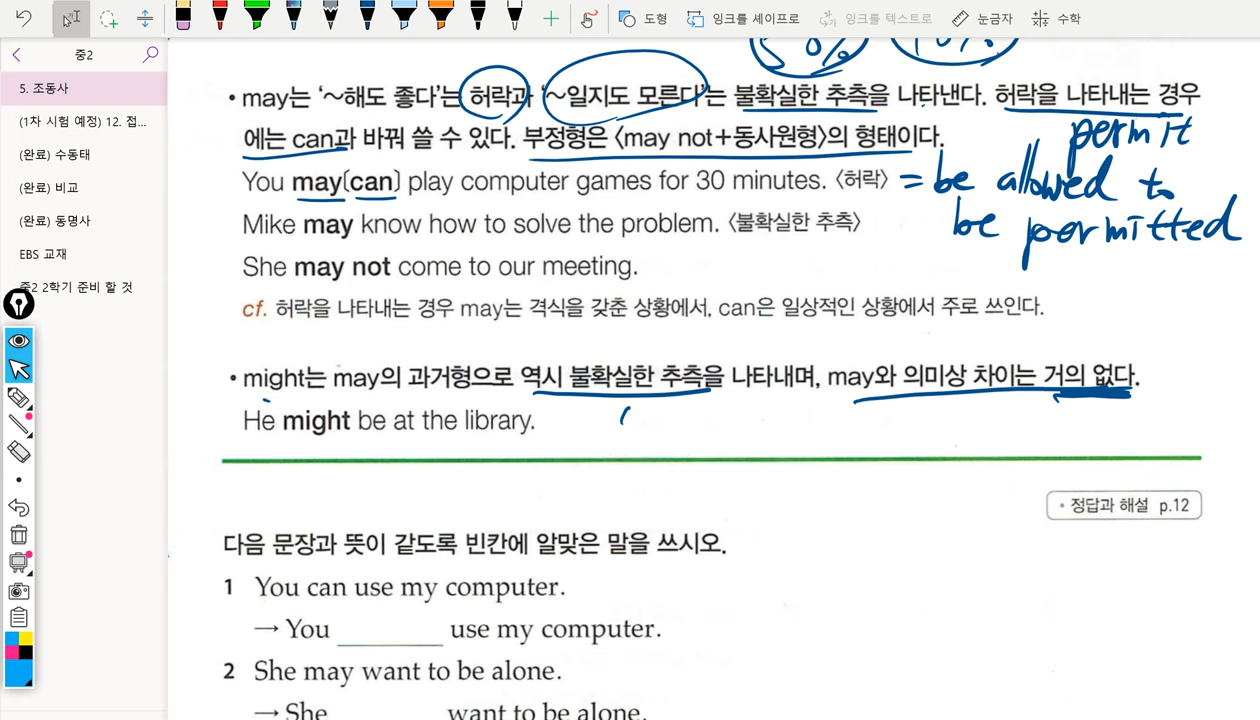 도형
잉크를 셰이프로
잉크를 텍스트로
눈금자
수학
중2
5. 조동사
(1차 시험 예정) 12. 접...
(완료) 수동태
(완료) 비교
(완료) 동명사
EBS 교재
중2 2학기 준비 할 것
• may는 '~해도 좋다'는 허락과 '~일지도 모른다'는 불확실한 추측을 나타낸다. 허락을 나타내는 경우
에는 can과 바꿔 쓸 수 있다. 부정형은 〈may not+동사원형〉의 형태이다.
permit
You may(can) play computer games for 30 minutes. 〈허락〉 = be allowed to
Mike may know how to solve the problem. 〈불확실한 추측〉 be permitted
She may not come to our meeting.
cf. 허락을 나타내는 경우 may는 격식을 갖춘 상황에서, can은 일상적인 상황에서 주로 쓰인다.
• might는 may의 과거형으로 역시 불확실한 추측을 나타내며, may와 의미상 차이는 거의 없다.
He might be at the library.
• 정답과 해설 p.12
다음 문장과 뜻이 같도록 빈칸에 알맞은 말을 쓰시오.
1 You can use my computer.
→ You ________ use my computer.
2 She may want to be alone.
→ She ________ want to be alone.